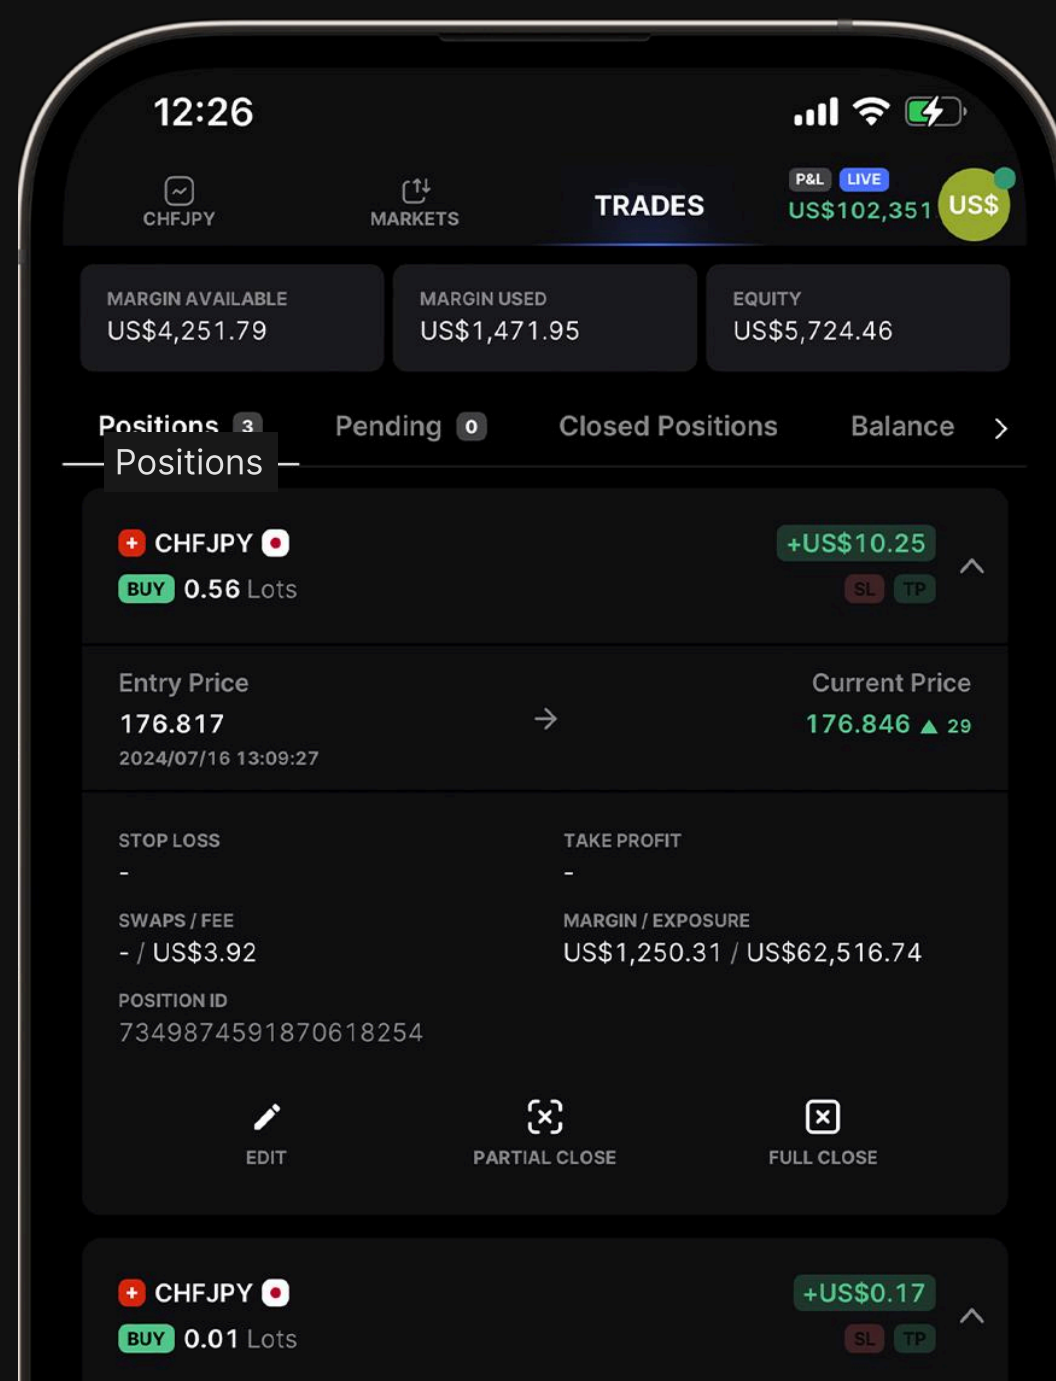 12:26
CHFJPY
MARKETS
TRADES
P&L LIVE
US$102,351
US$
MARGIN AVAILABLE
US$4,251.79
MARGIN USED
US$1,471.95
EQUITY
US$5,724.46
Positions 3
Pending 0
Closed Positions
Balance
Positions
CHFJPY
+US$10.25
BUY 0.56 Lots
SL TP
Entry Price
176.817
2024/07/16 13:09:27
Current Price
176.846 ▲ 29
STOP LOSS
-
TAKE PROFIT
-
SWAPS / FEE
- / US$3.92
MARGIN / EXPOSURE
US$1,250.31 / US$62,516.74
POSITION ID
7349874591870618254
EDIT
PARTIAL CLOSE
FULL CLOSE
CHFJPY
+US$0.17
BUY 0.01 Lots
SL TP